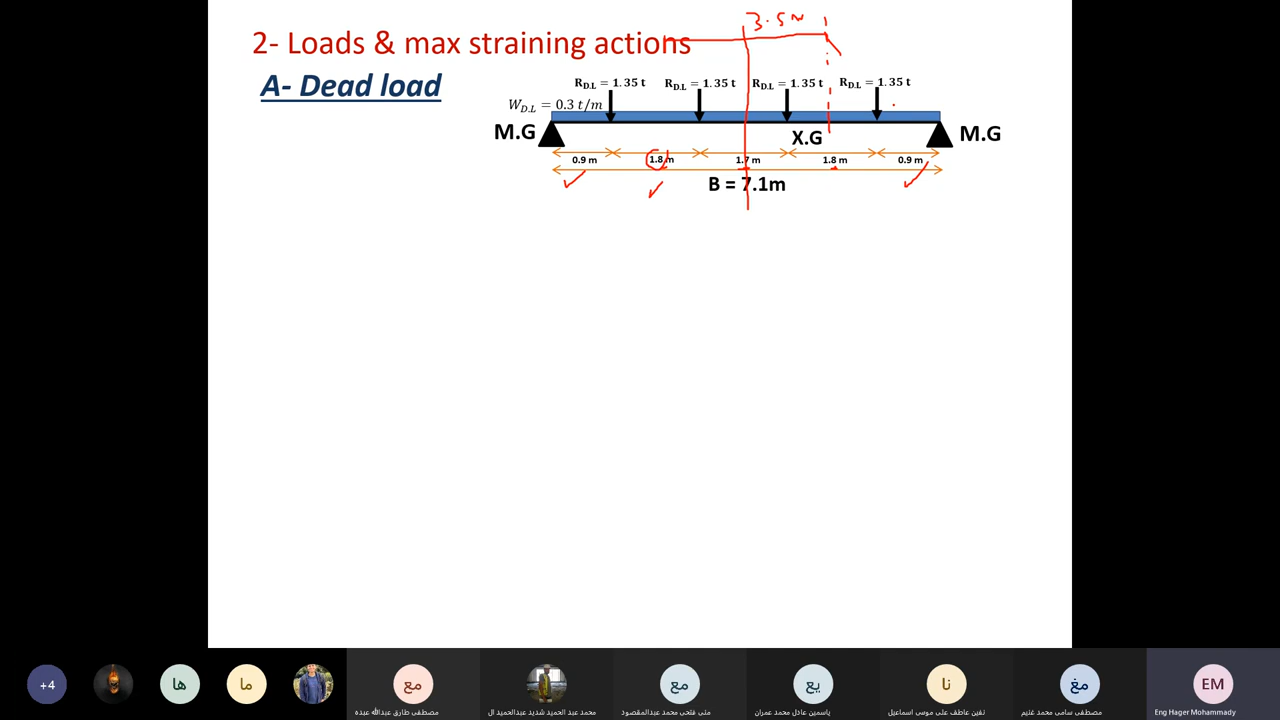 3.5m
2- Loads & max straining actions
A- Dead load
R_D.L = 1.35 t R_D.L = 1.35 t R_D.L = 1.35 t R_D.L = 1.35 t
W_D.L = 0.3 t/m
M.G X.G M.G
0.9 m 1.8 m 1.7 m 1.8 m 0.9 m
B = 7.1m
+4 ها ما مع مع يع نا مغ EM
مصطفى طارق عبدالله عبده محمد عبد الحميد شديد عبدالحميد ال منى فتحى محمد عبدالمقصود ياسمين عادل محمد عمران نفين عاطف على موسى اسماعيل مصطفى سامى محمد غنيم Eng Hager Mohammady